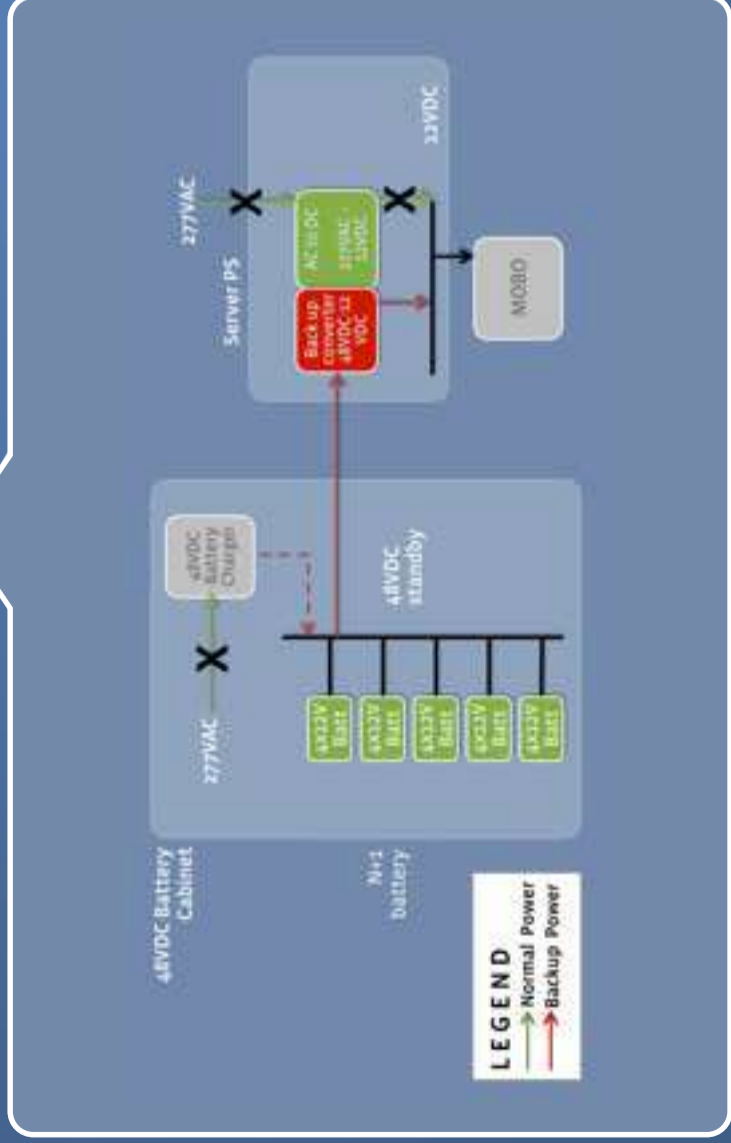 48VDC Battery
Cabinet
277VAC
48VDC
Battery
Charger
N+1
battery
4X12V
Batt
4X12V
Batt
4X12V
Batt
4X12V
Batt
4X12V
Batt
48VDC
standby
Server PS
277VAC
Back up
converter
48VDC-12
VDC
AC to DC
277VAC -
12VDC
12VDC
MOBO
LEGEND
Normal Power
Backup Power